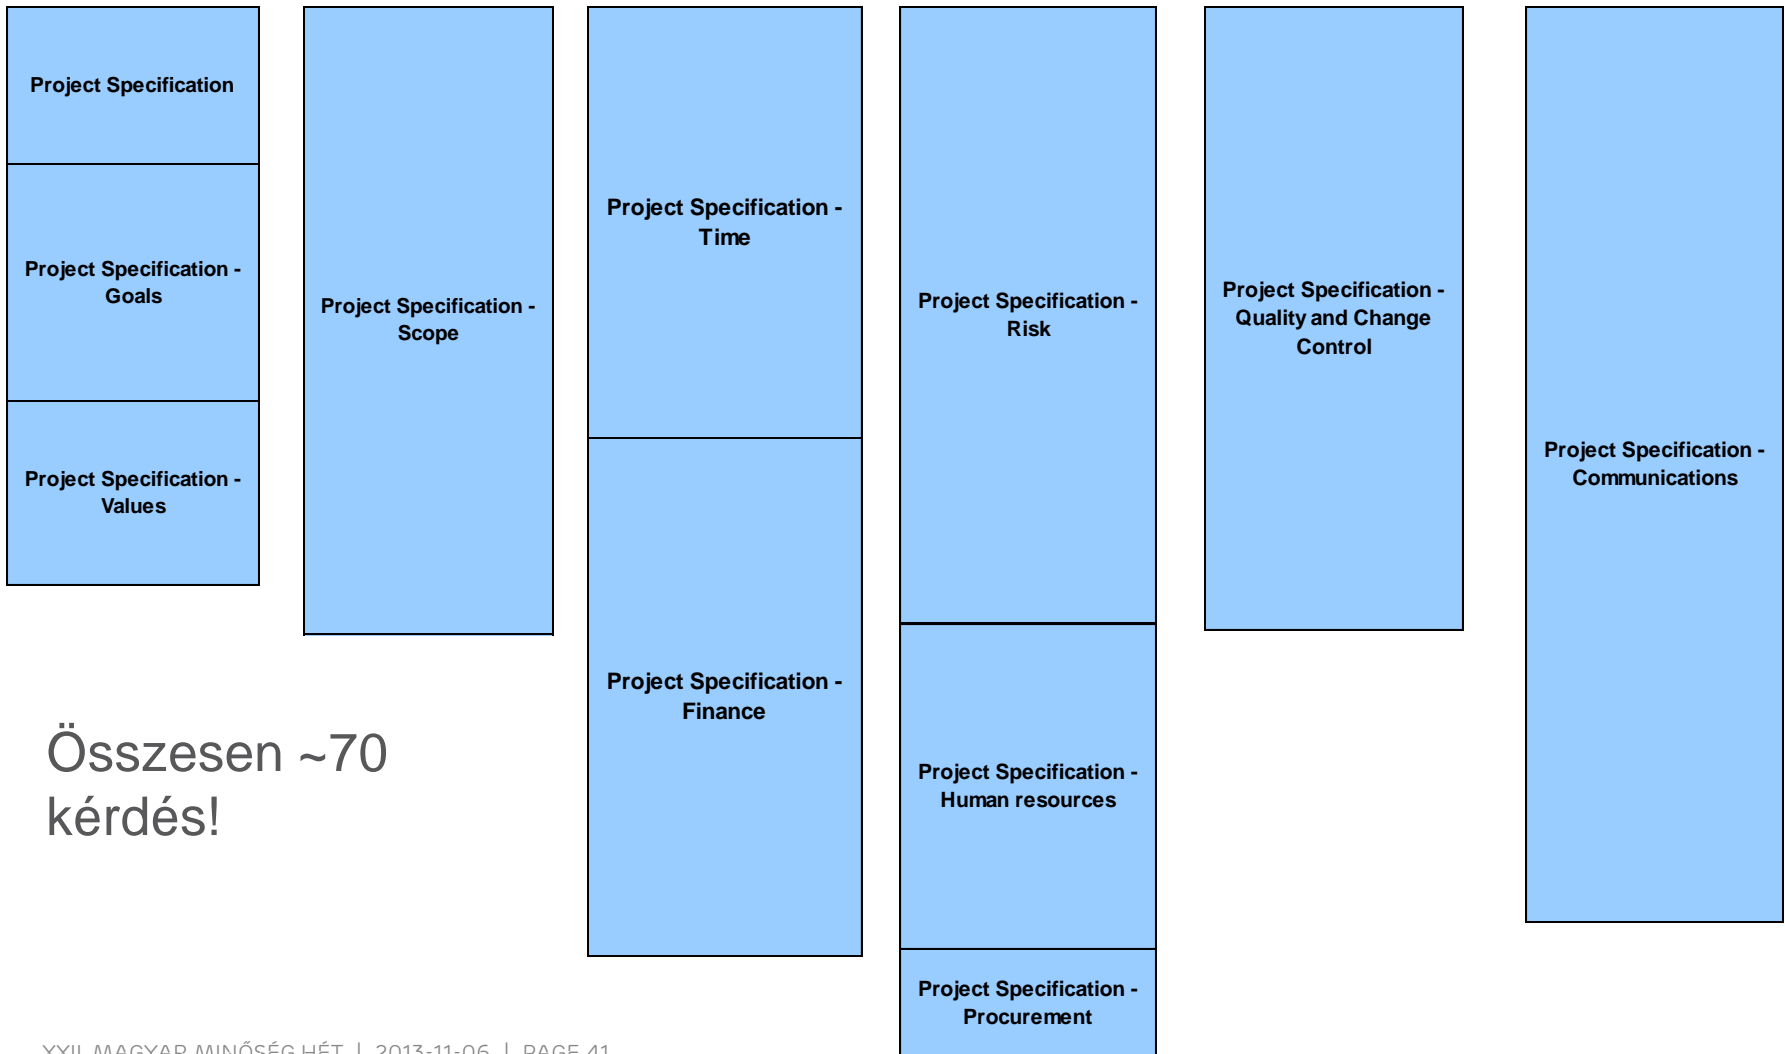 Project Specification
Project Specification -
Goals
Project Specification -
Values
Project Specification -
Scope
Project Specification -
Time
Project Specification -
Finance
Project Specification -
Risk
Project Specification -
Human resources
Project Specification -
Procurement
Project Specification -
Quality and Change
Control
Project Specification -
Communications
Összesen ~70
kérdés!
XXII. MAGYAR MINŐSÉG HÉT | 2013-11-06 | PAGE 41